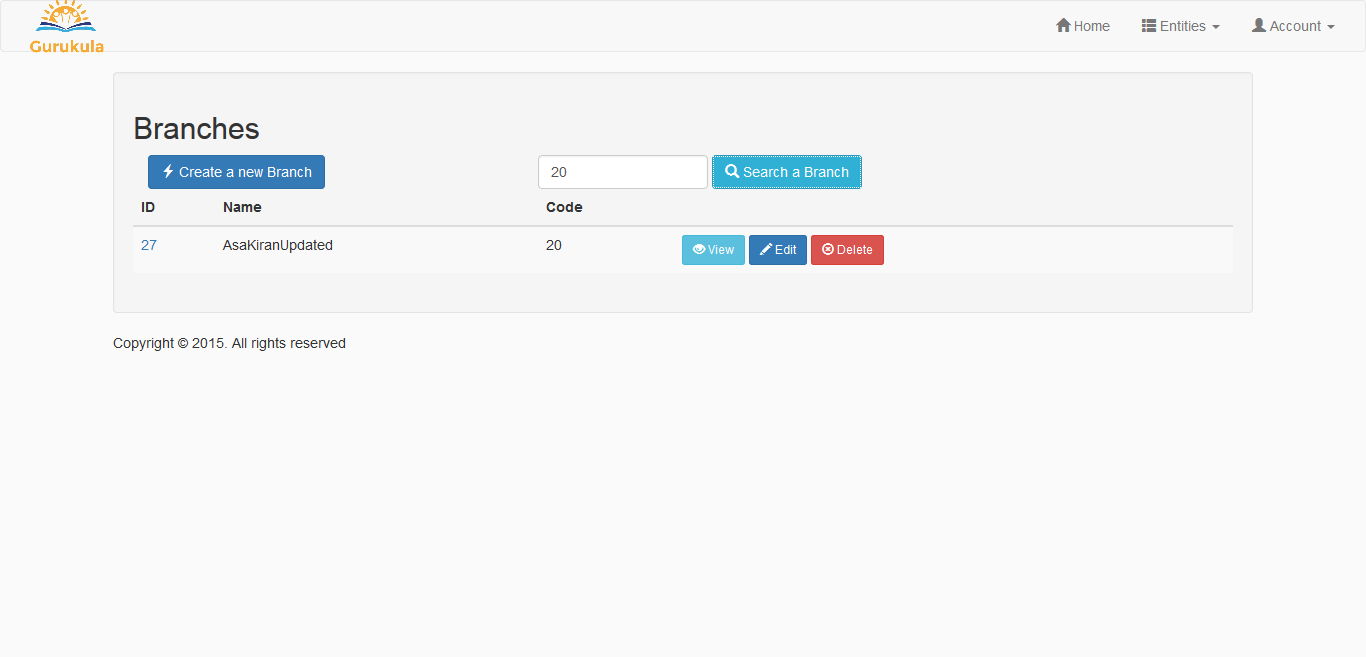 Gurukula
Home Entities Account
Branches
Create a new Branch 20 Search a Branch
ID Name Code
27 AsaKiranUpdated 20 View Edit Delete
Copyright © 2015. All rights reserved